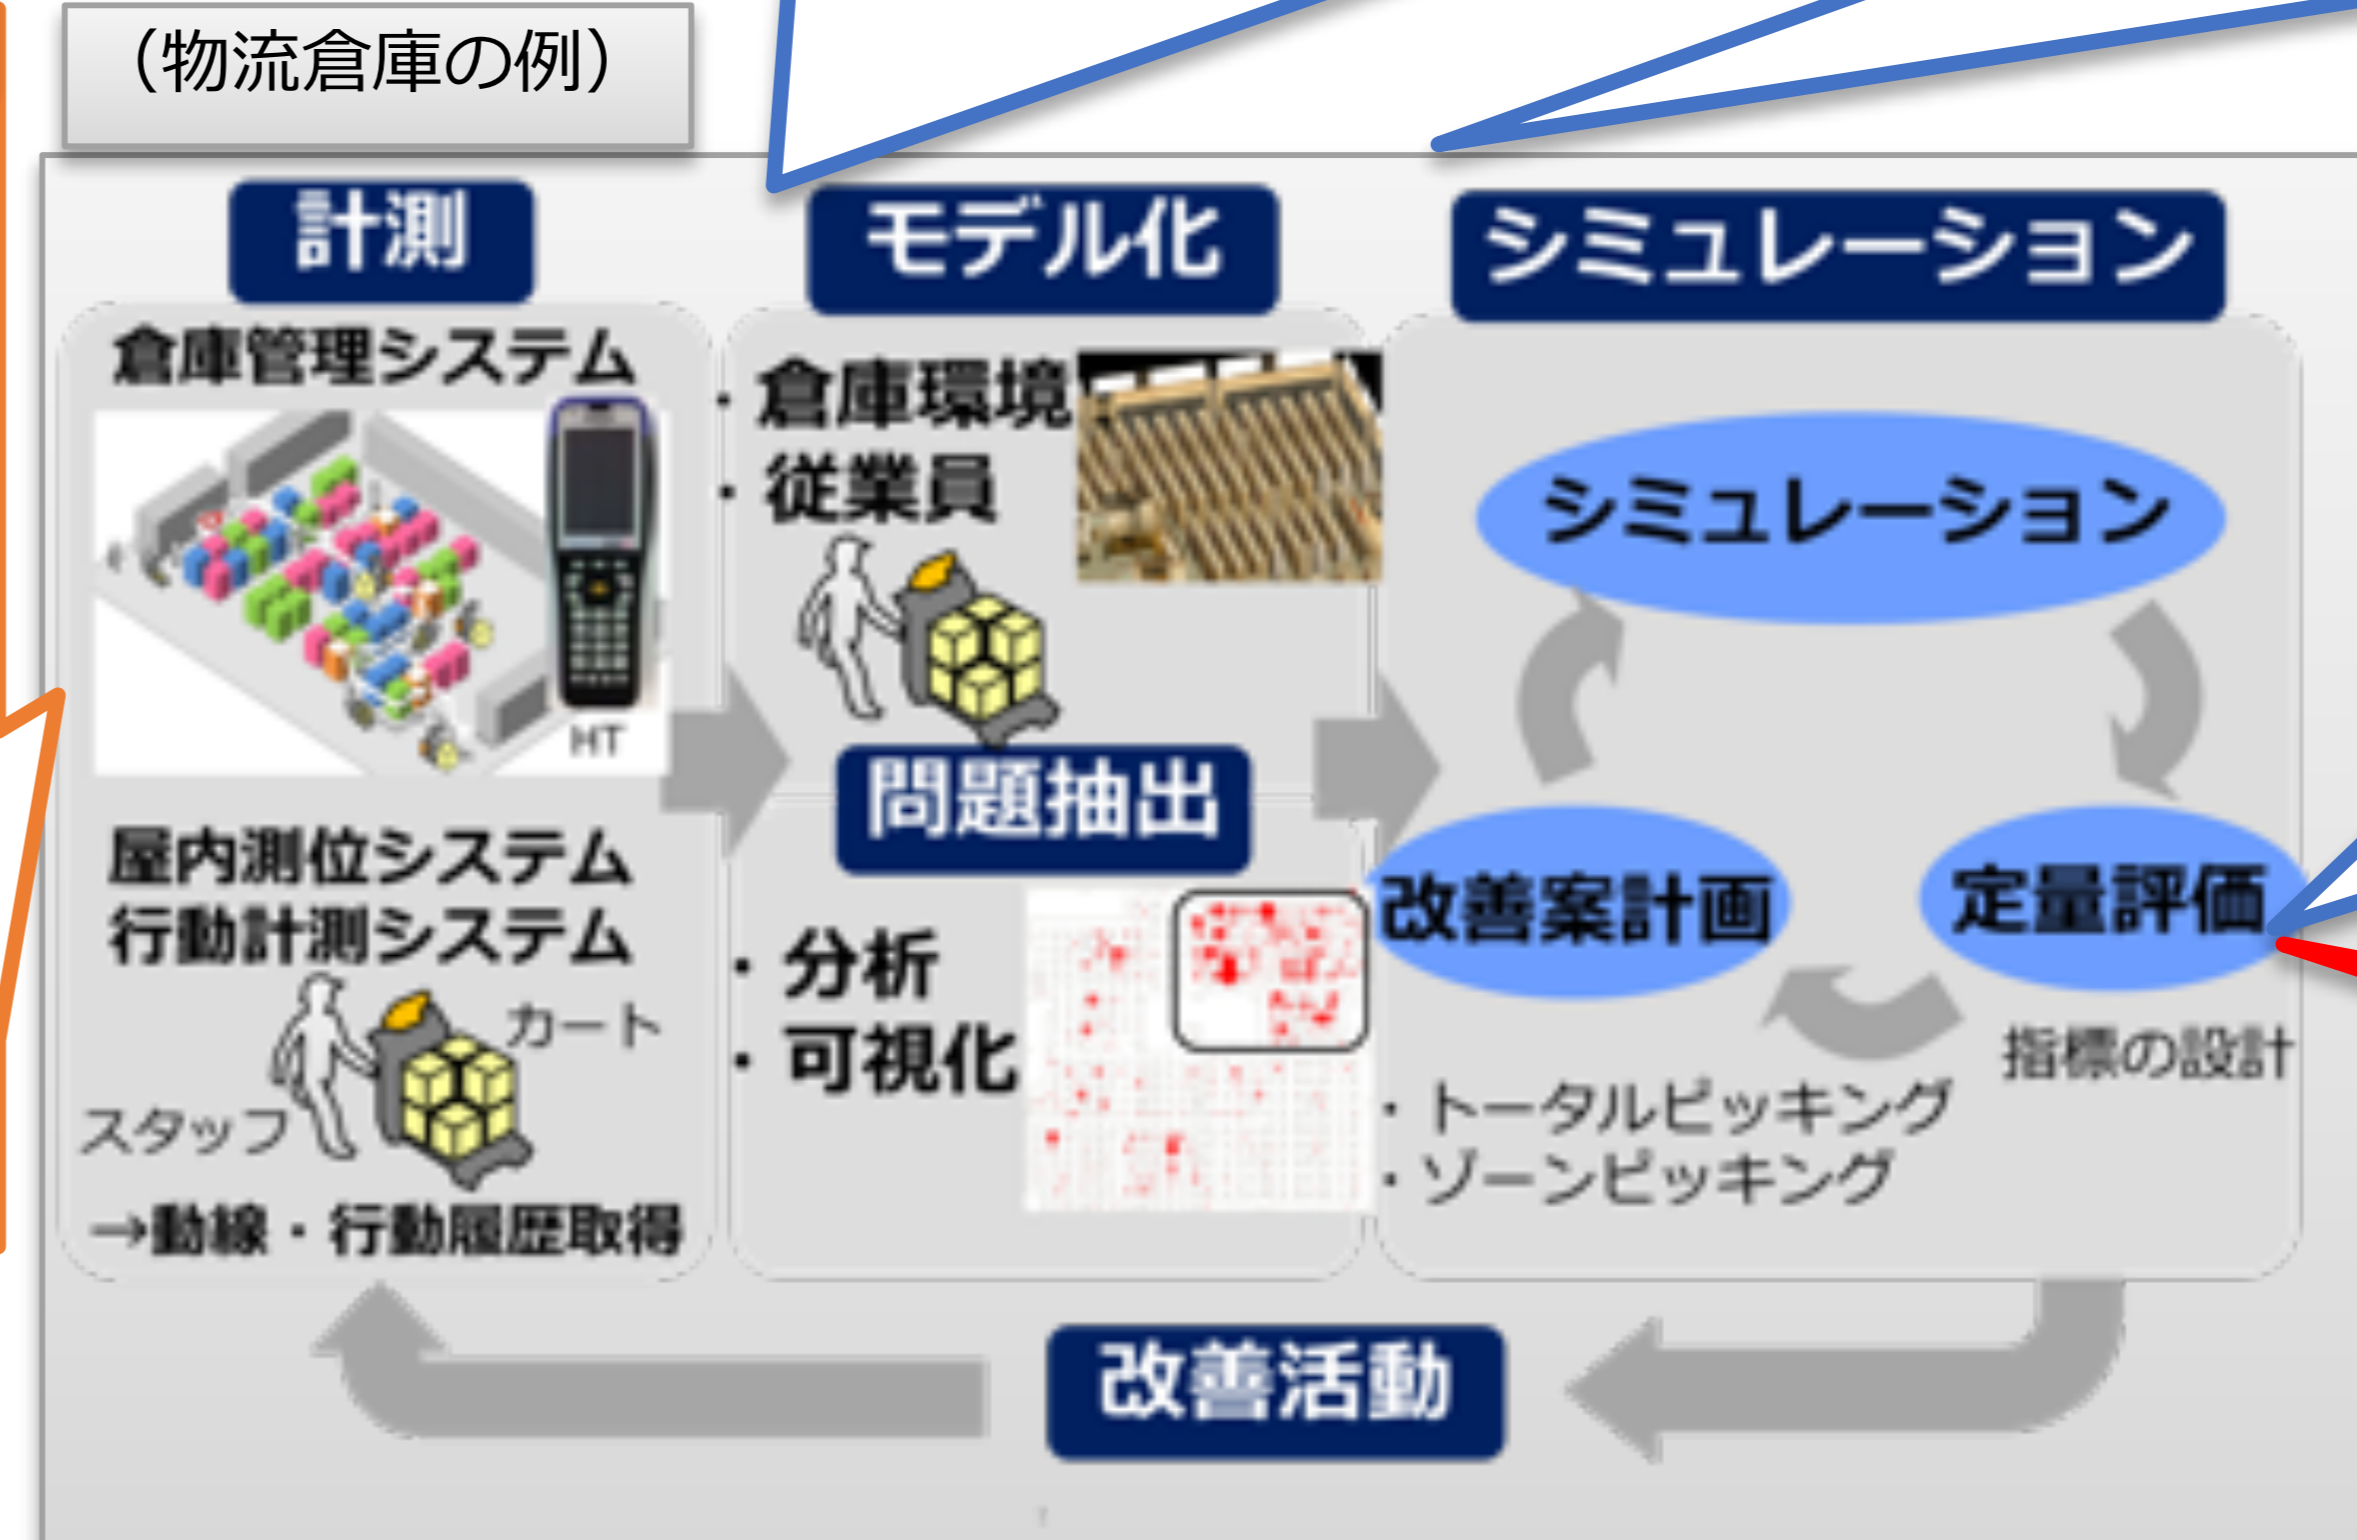 （物流倉庫の例）
計測
倉庫管理システム
HT
屋内測位システム
行動計測システム
カート
スタッフ
→動線・行動履歴取得
モデル化
・倉庫環境
・従業員
問題抽出
・分析
・可視化
シミュレーション
シミュレーション
改善案計画
定量評価
指標の設計
・トータルピッキング
・ゾーンピッキング
改善活動